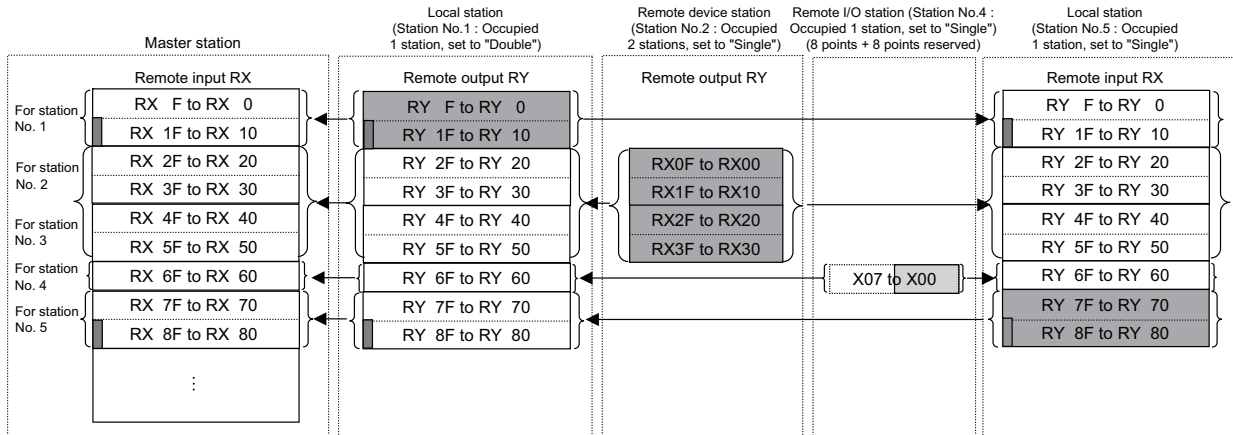 Local station
(Station No.1 : Occupied
1 station, set to "Double")
Remote device station
(Station No.2 : Occupied
2 stations, set to "Single")
Remote I/O station (Station No.4 :
Occupied 1 station, set to "Single")
(8 points + 8 points reserved)
Local station
(Station No.5 : Occupied
1 station, set to "Single")
Master station
Remote input RX
Remote output RY
Remote output RY
Remote input RX
For station
No. 1
For station
No. 2
For station
No. 3
For station
No. 4
For station
No. 5
RX F to RX 0
RX 1F to RX 10
RX 2F to RX 20
RX 3F to RX 30
RX 4F to RX 40
RX 5F to RX 50
RX 6F to RX 60
RX 7F to RX 70
RX 8F to RX 80
⋮
RY F to RY 0
RY 1F to RY 10
RY 2F to RY 20
RY 3F to RY 30
RY 4F to RY 40
RY 5F to RY 50
RY 6F to RY 60
RY 7F to RY 70
RY 8F to RY 80
RX0F to RX00
RX1F to RX10
RX2F to RX20
RX3F to RX30
X07 to X00
RY F to RY 0
RY 1F to RY 10
RY 2F to RY 20
RY 3F to RY 30
RY 4F to RY 40
RY 5F to RY 50
RY 6F to RY 60
RY 7F to RY 70
RY 8F to RY 80